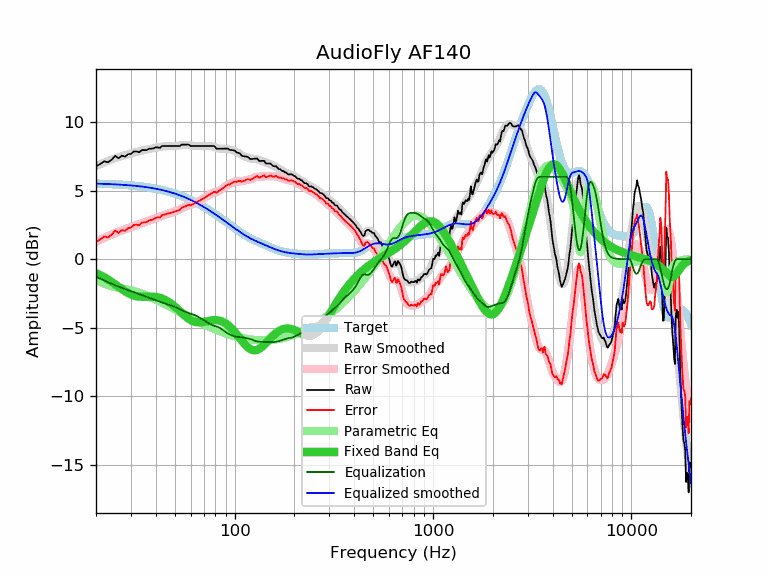 AudioFly AF140
Amplitude (dBr)
10
5
0
−5
−10
−15
Target
Raw Smoothed
Error Smoothed
Raw
Error
Parametric Eq
Fixed Band Eq
Equalization
Equalized smoothed
100
1000
10000
Frequency (Hz)